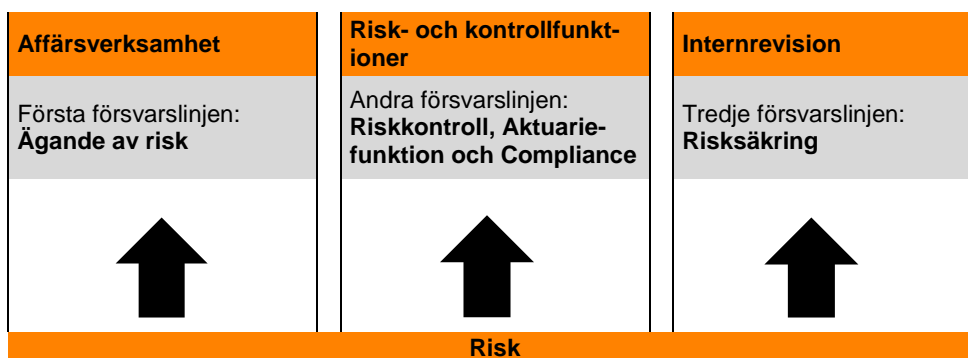 Affärsverksamhet
Första försvarslinjen:
Ägande av risk
Risk- och kontrollfunkt-
ioner
Andra försvarslinjen:
Riskkontroll, Aktuarie-
funktion och Compliance
Internrevision
Tredje försvarslinjen:
Risksäkring
Risk